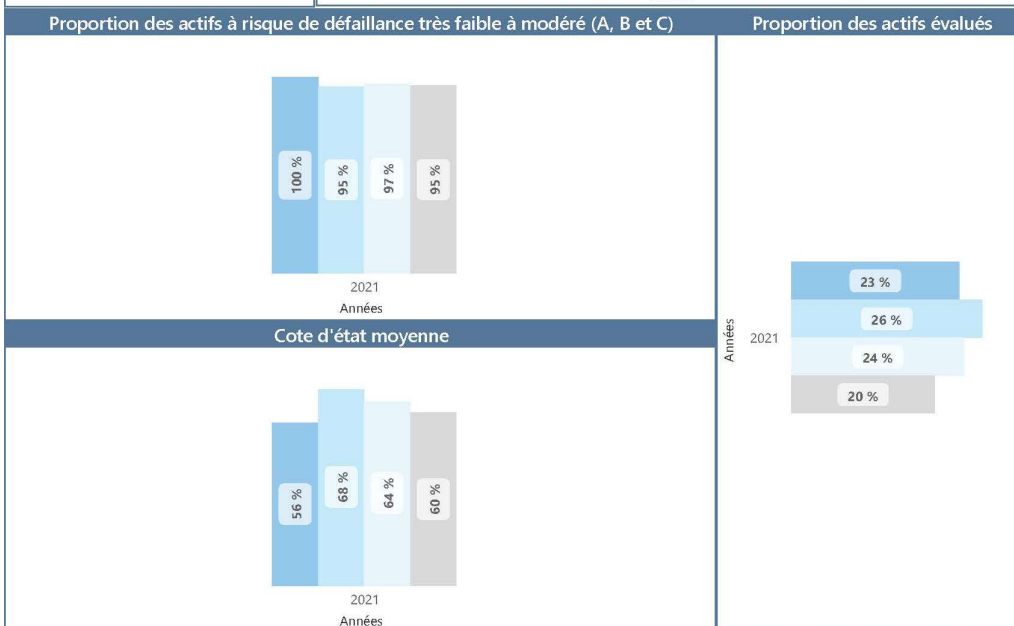 Proportion des actifs à risque de défaillance très faible à modéré (A, B et C)
100 %
95 %
97 %
95 %
2021
Années
Cote d'état moyenne
56 %
68 %
64 %
60 %
2021
Années
Proportion des actifs évalués
Années
2021
23 %
26 %
24 %
20 %